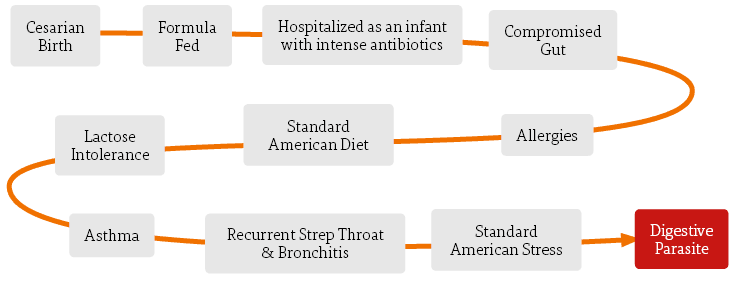 Cesarian
Birth
Formula
Fed
Hospitalized as an infant
with intense antibiotics
Compromised
Gut
Allergies
Standard
American Diet
Lactose
Intolerance
Asthma
Recurrent Strep Throat
& Bronchitis
Standard
American Stress
Digestive
Parasite